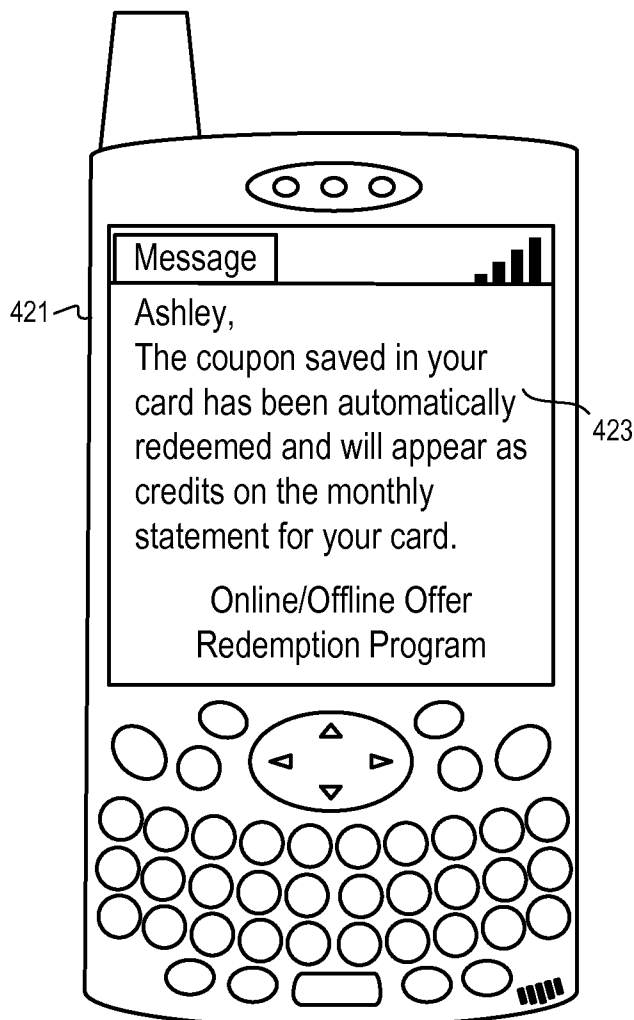 Message
421
Ashley,
The coupon saved in your
card has been automatically
423
redeemed and will appear as
credits on the monthly
statement for your card.
Online/Offline Offer
Redemption Program